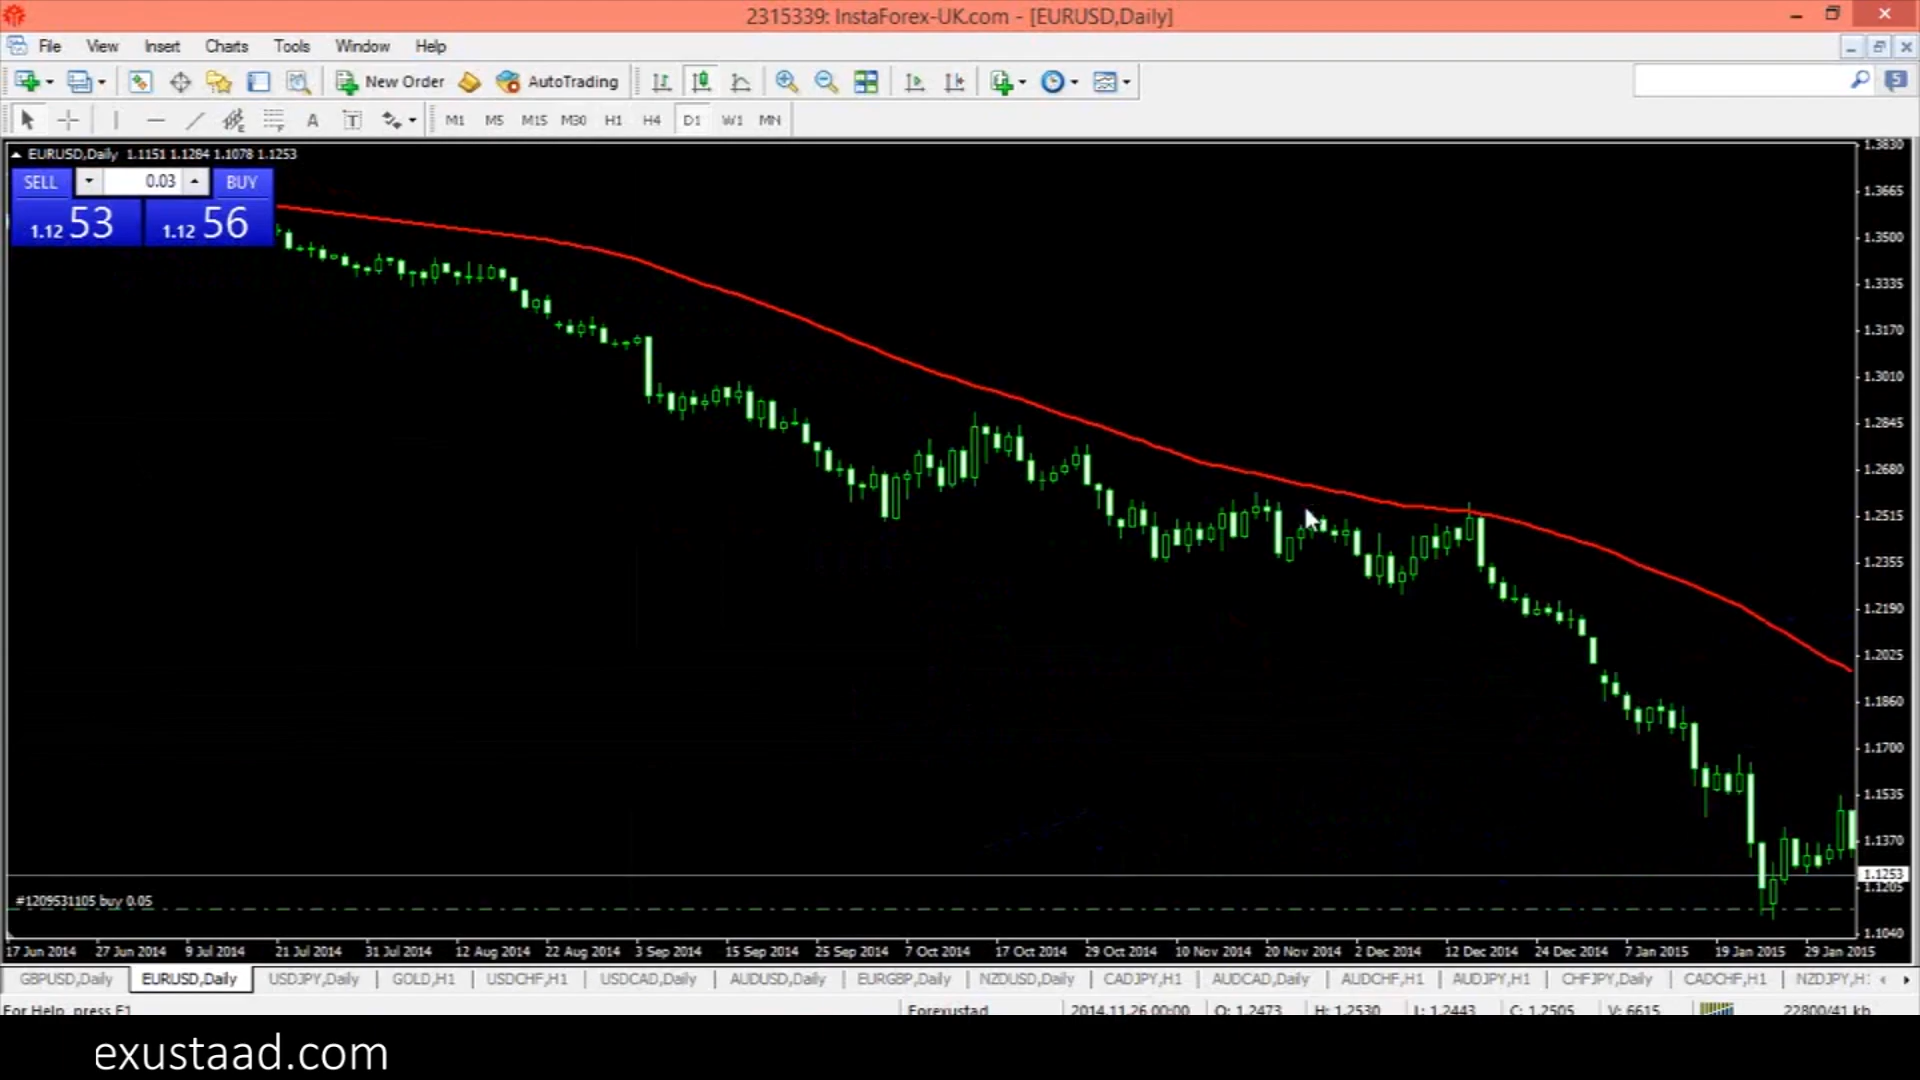 2315339: InstaForex-UK.com - [EURUSD,Daily]
File View Insert Charts Tools Window Help
New Order AutoTrading 5
A T M1 M5 M15 M30 H1 H4 D1 W1 MN
EURUSD,Daily 1.1151 1.1284 1.1078 1.1253
SELL 0.03 BUY
1.12 53 1.12 56
1.3830
1.3665
1.3500
1.3335
1.3170
1.3010
1.2845
1.2680
1.2515
1.2355
1.2190
1.2025
1.1860
1.1700
1.1535
1.1370
1.1253
1.1205
1.1040
#1209531105 buy 0.05
17 Jun 2014 27 Jun 2014 9 Jul 2014 21 Jul 2014 31 Jul 2014 12 Aug 2014 22 Aug 2014 3 Sep 2014 15 Sep 2014 25 Sep 2014 7 Oct 2014 17 Oct 2014 29 Oct 2014 10 Nov 2014 20 Nov 2014 2 Dec 2014 12 Dec 2014 24 Dec 2014 7 Jan 2015 19 Jan 2015 29 Jan 2015
GBPUSD,Daily EURUSD,Daily USDJPY,Daily GOLD,H1 USDCHF,H1 USDCAD,Daily AUDUSD,Daily EURGBP,Daily NZDUSD,Daily CADJPY,H1 AUDCAD,Daily AUDCHF,H1 AUDJPY,H1 CHFJPY,Daily CADCHF,H1 NZDJPY,H
For Help, press F1 Forexustad 2014.11.26 00:00 O: 1.2473 H: 1.2530 L: 1.2443 C: 1.2505 V: 6615 22800/41 kb
exustaad.com